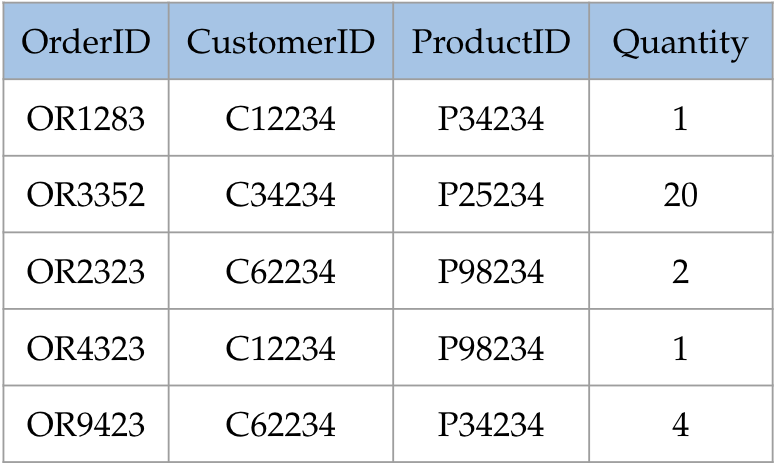 OrderID CustomerID ProductID Quantity
OR1283 C12234 P34234 1
OR3352 C34234 P25234 20
OR2323 C62234 P98234 2
OR4323 C12234 P98234 1
OR9423 C62234 P34234 4